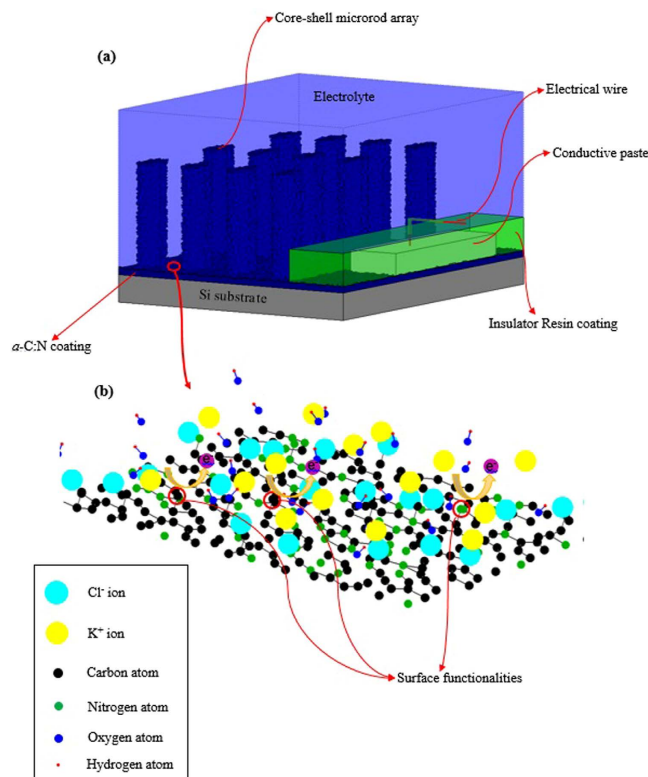 Core-shell microrod array
(a)
Electrolyte
Electrical wire
Conductive paste
Si substrate
Insulator Resin coating
a-C:N coating
(b)
e⁻
e⁻
e⁻
Cl⁻ ion
K⁺ ion
Carbon atom
Nitrogen atom
Oxygen atom
Hydrogen atom
Surface functionalities